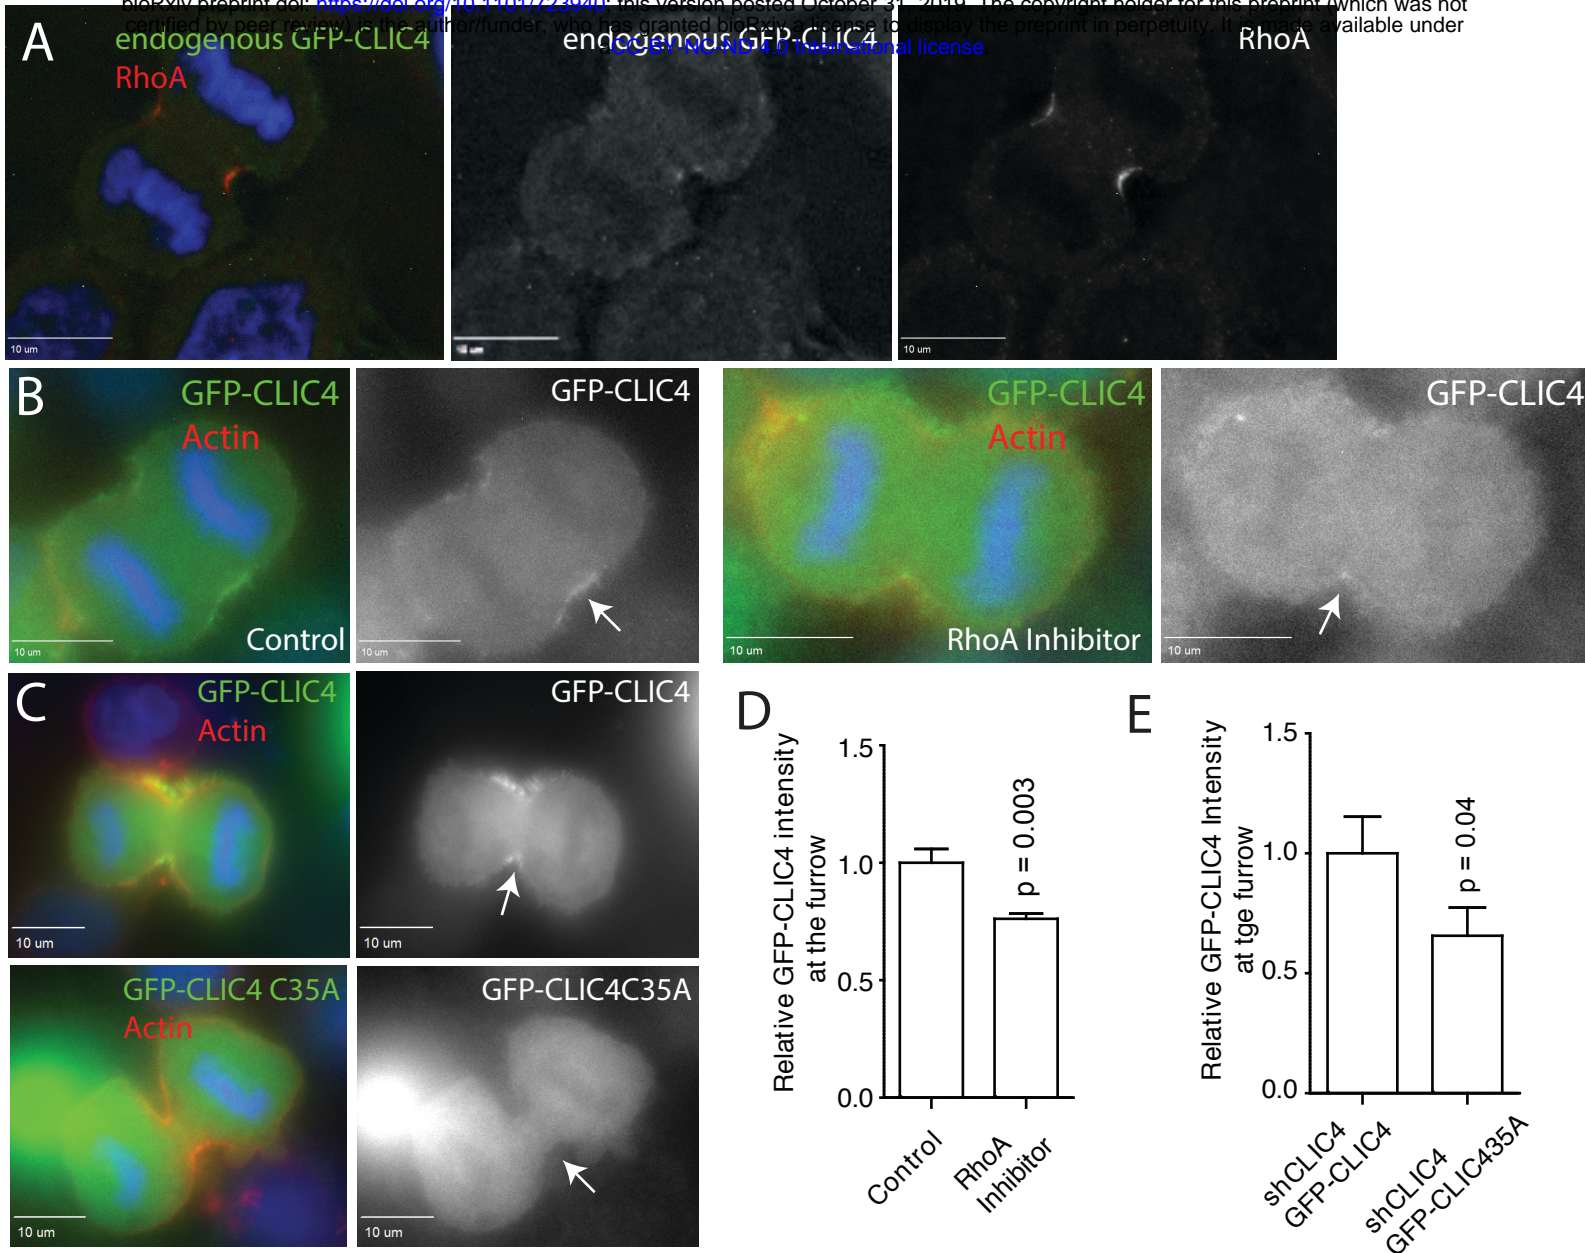 bioRxiv preprint doi: https://doi.org/10.1101/723940; this version posted October 31, 2019. The copyright holder for this preprint (which was not
certified by peer review) is the author/funder, who has granted bioRxiv a license to display the preprint in perpetuity. It is made available under
aCC-BY-NC-ND 4.0 International license
A
endogenous GFP-CLIC4
RhoA
10 um
endogenous GFP-CLIC4
RhoA
10 um
B
GFP-CLIC4
Actin
Control
10 um
GFP-CLIC4
10 um
GFP-CLIC4
Actin
RhoA Inhibitor
10 um
GFP-CLIC4
10 um
C
GFP-CLIC4
Actin
10 um
GFP-CLIC4
10 um
GFP-CLIC4 C35A
Actin
10 um
GFP-CLIC4C35A
10 um
D
Relative GFP-CLIC4 intensity
at the furrow
1.5
1.0
0.5
0.0
p = 0.003
Control
RhoA
Inhibitor
E
Relative GFP-CLIC4 Intensity
at tge furrow
1.5
1.0
0.5
0.0
p = 0.04
shCLIC4
GFP-CLIC4
shCLIC4
GFP-CLIC435A